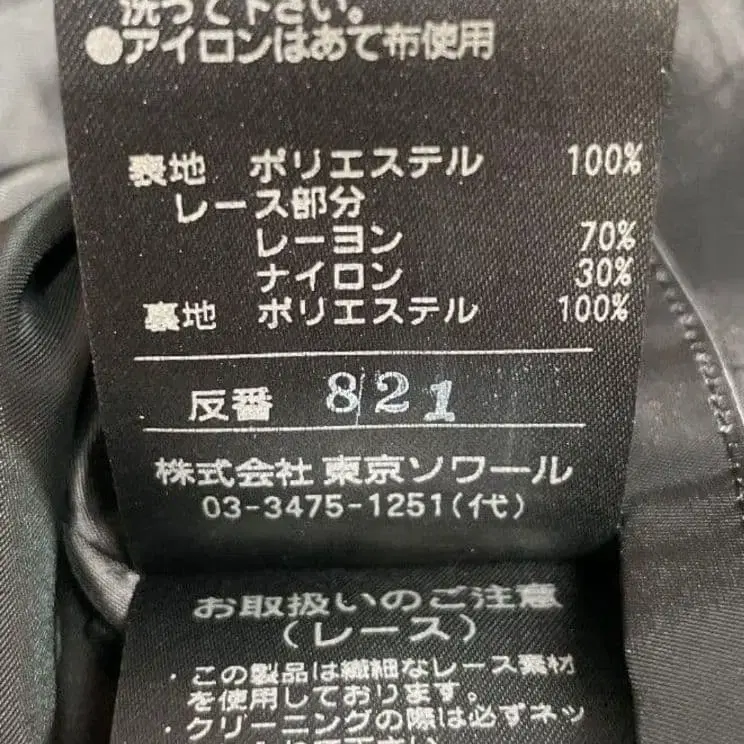 洗って下さい。
●アイロンはあて布使用
表地 ポリエステル 100%
レース部分
レーヨン 70%
ナイロン 30%
裏地 ポリエステル 100%
反番 821
株式会社 東京ソワール
03-3475-1251(代)
お取扱いのご注意
(レース)
・この製品は繊細なレース素材
を使用しております。
・クリーニングの際は必ずネッ